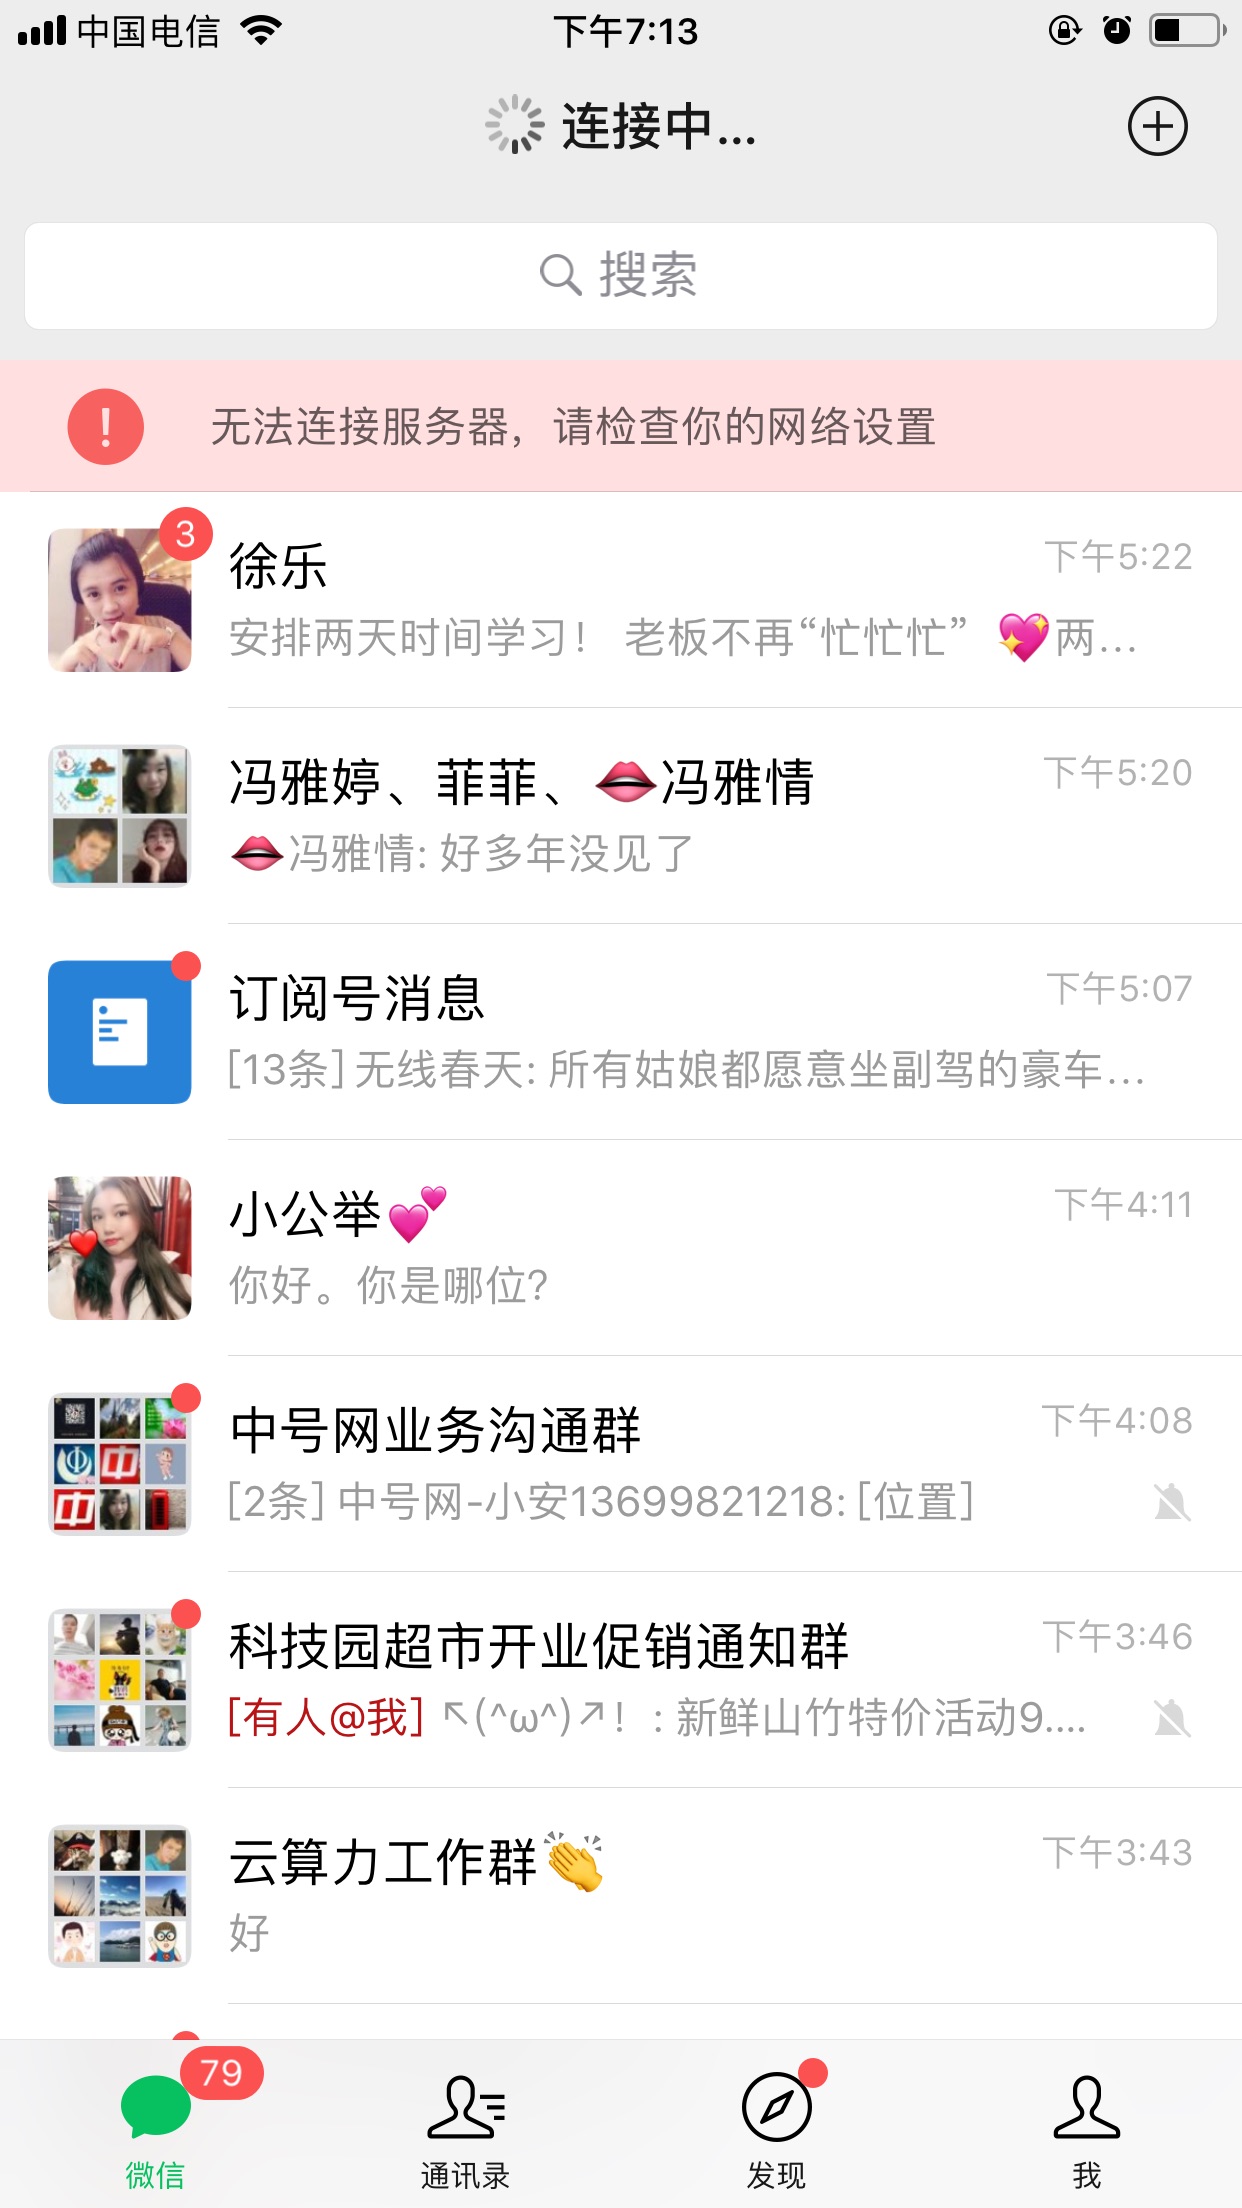 中国电信 下午7:13
连接中...
搜索
无法连接服务器，请检查你的网络设置
3
徐乐 下午5:22
安排两天时间学习！ 老板不再“忙忙忙” 💖两...
冯雅婷、菲菲、👄冯雅情 下午5:20
👄冯雅情: 好多年没见了
订阅号消息 下午5:07
[13条] 无线春天: 所有姑娘都愿意坐副驾的豪车...
小公举💕 下午4:11
你好。你是哪位?
中号网业务沟通群 下午4:08
[2条] 中号网-小安13699821218: [位置]
科技园超市开业促销通知群 下午3:46
[有人@我] ↖(^ω^)↗！ : 新鲜山竹特价活动9....
云算力工作群👏 下午3:43
好
79
微信 通讯录 发现 我